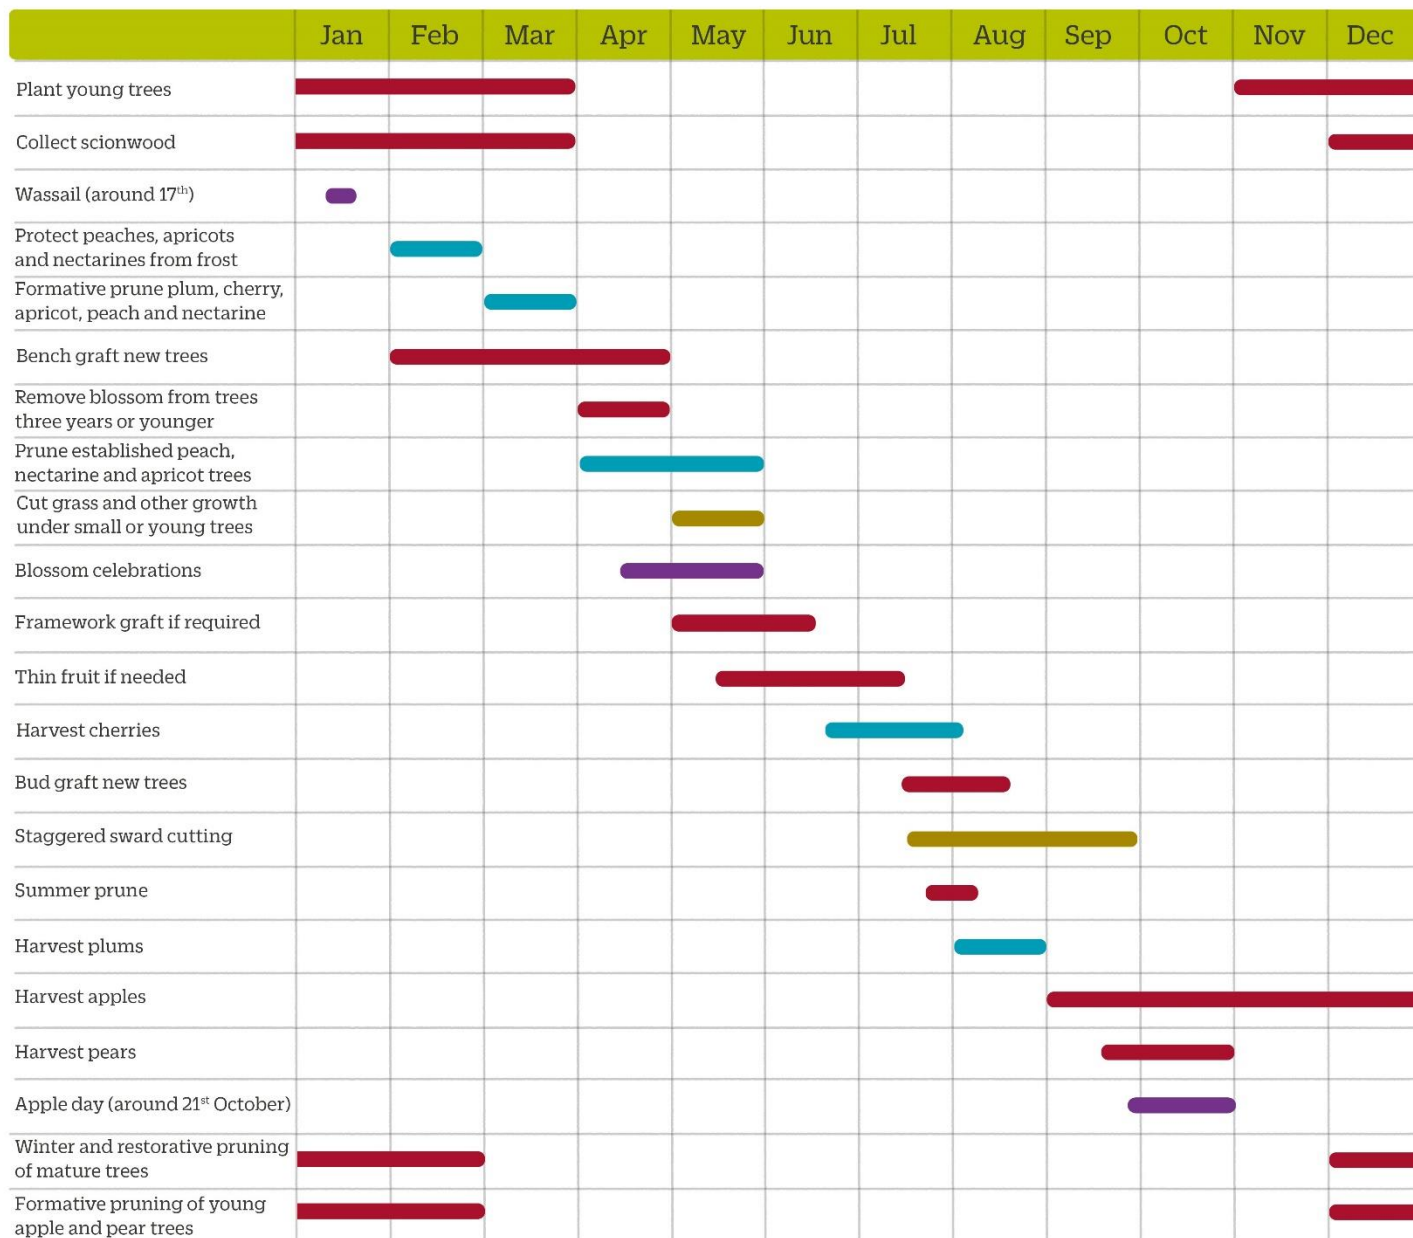 Jan Feb Mar Apr May Jun Jul Aug Sep Oct Nov Dec
Plant young trees
Collect scionwood
Wassail (around 17th)
Protect peaches, apricots
and nectarines from frost
Formative prune plum, cherry,
apricot, peach and nectarine
Bench graft new trees
Remove blossom from trees
three years or younger
Prune established peach,
nectarine and apricot trees
Cut grass and other growth
under small or young trees
Blossom celebrations
Framework graft if required
Thin fruit if needed
Harvest cherries
Bud graft new trees
Staggered sward cutting
Summer prune
Harvest plums
Harvest apples
Harvest pears
Apple day (around 21st October)
Winter and restorative pruning
of mature trees
Formative pruning of young
apple and pear trees